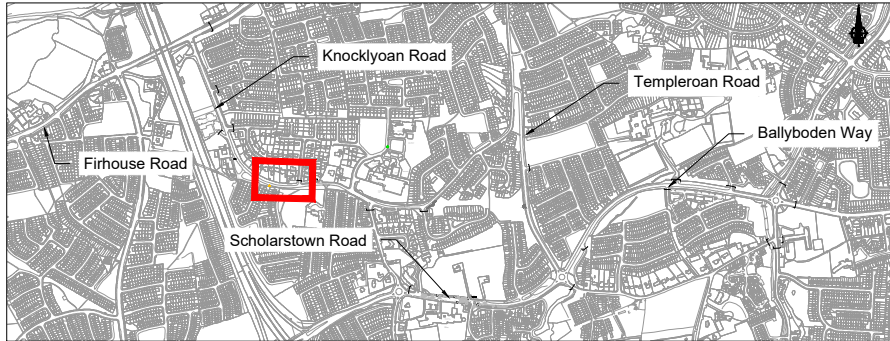 Knocklyoan Road
Templeroan Road
Ballyboden Way
Firhouse Road
Scholarstown Road